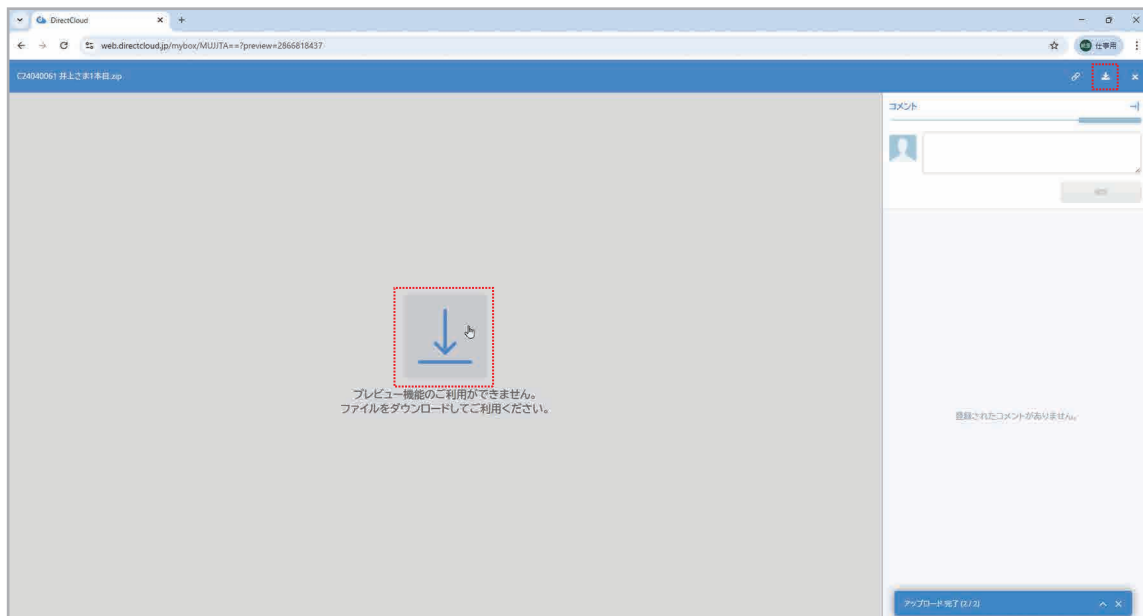 DirectCloud
web.directcloud.jp/mybox/MUJJTA==?preview=2866818437
仕事用
C24040061 井上さま1本目.zip
コメント
プレビュー機能のご利用ができません。
ファイルをダウンロードしてご利用ください。
登録されたコメントがありません。
アップロード完了(2/2)